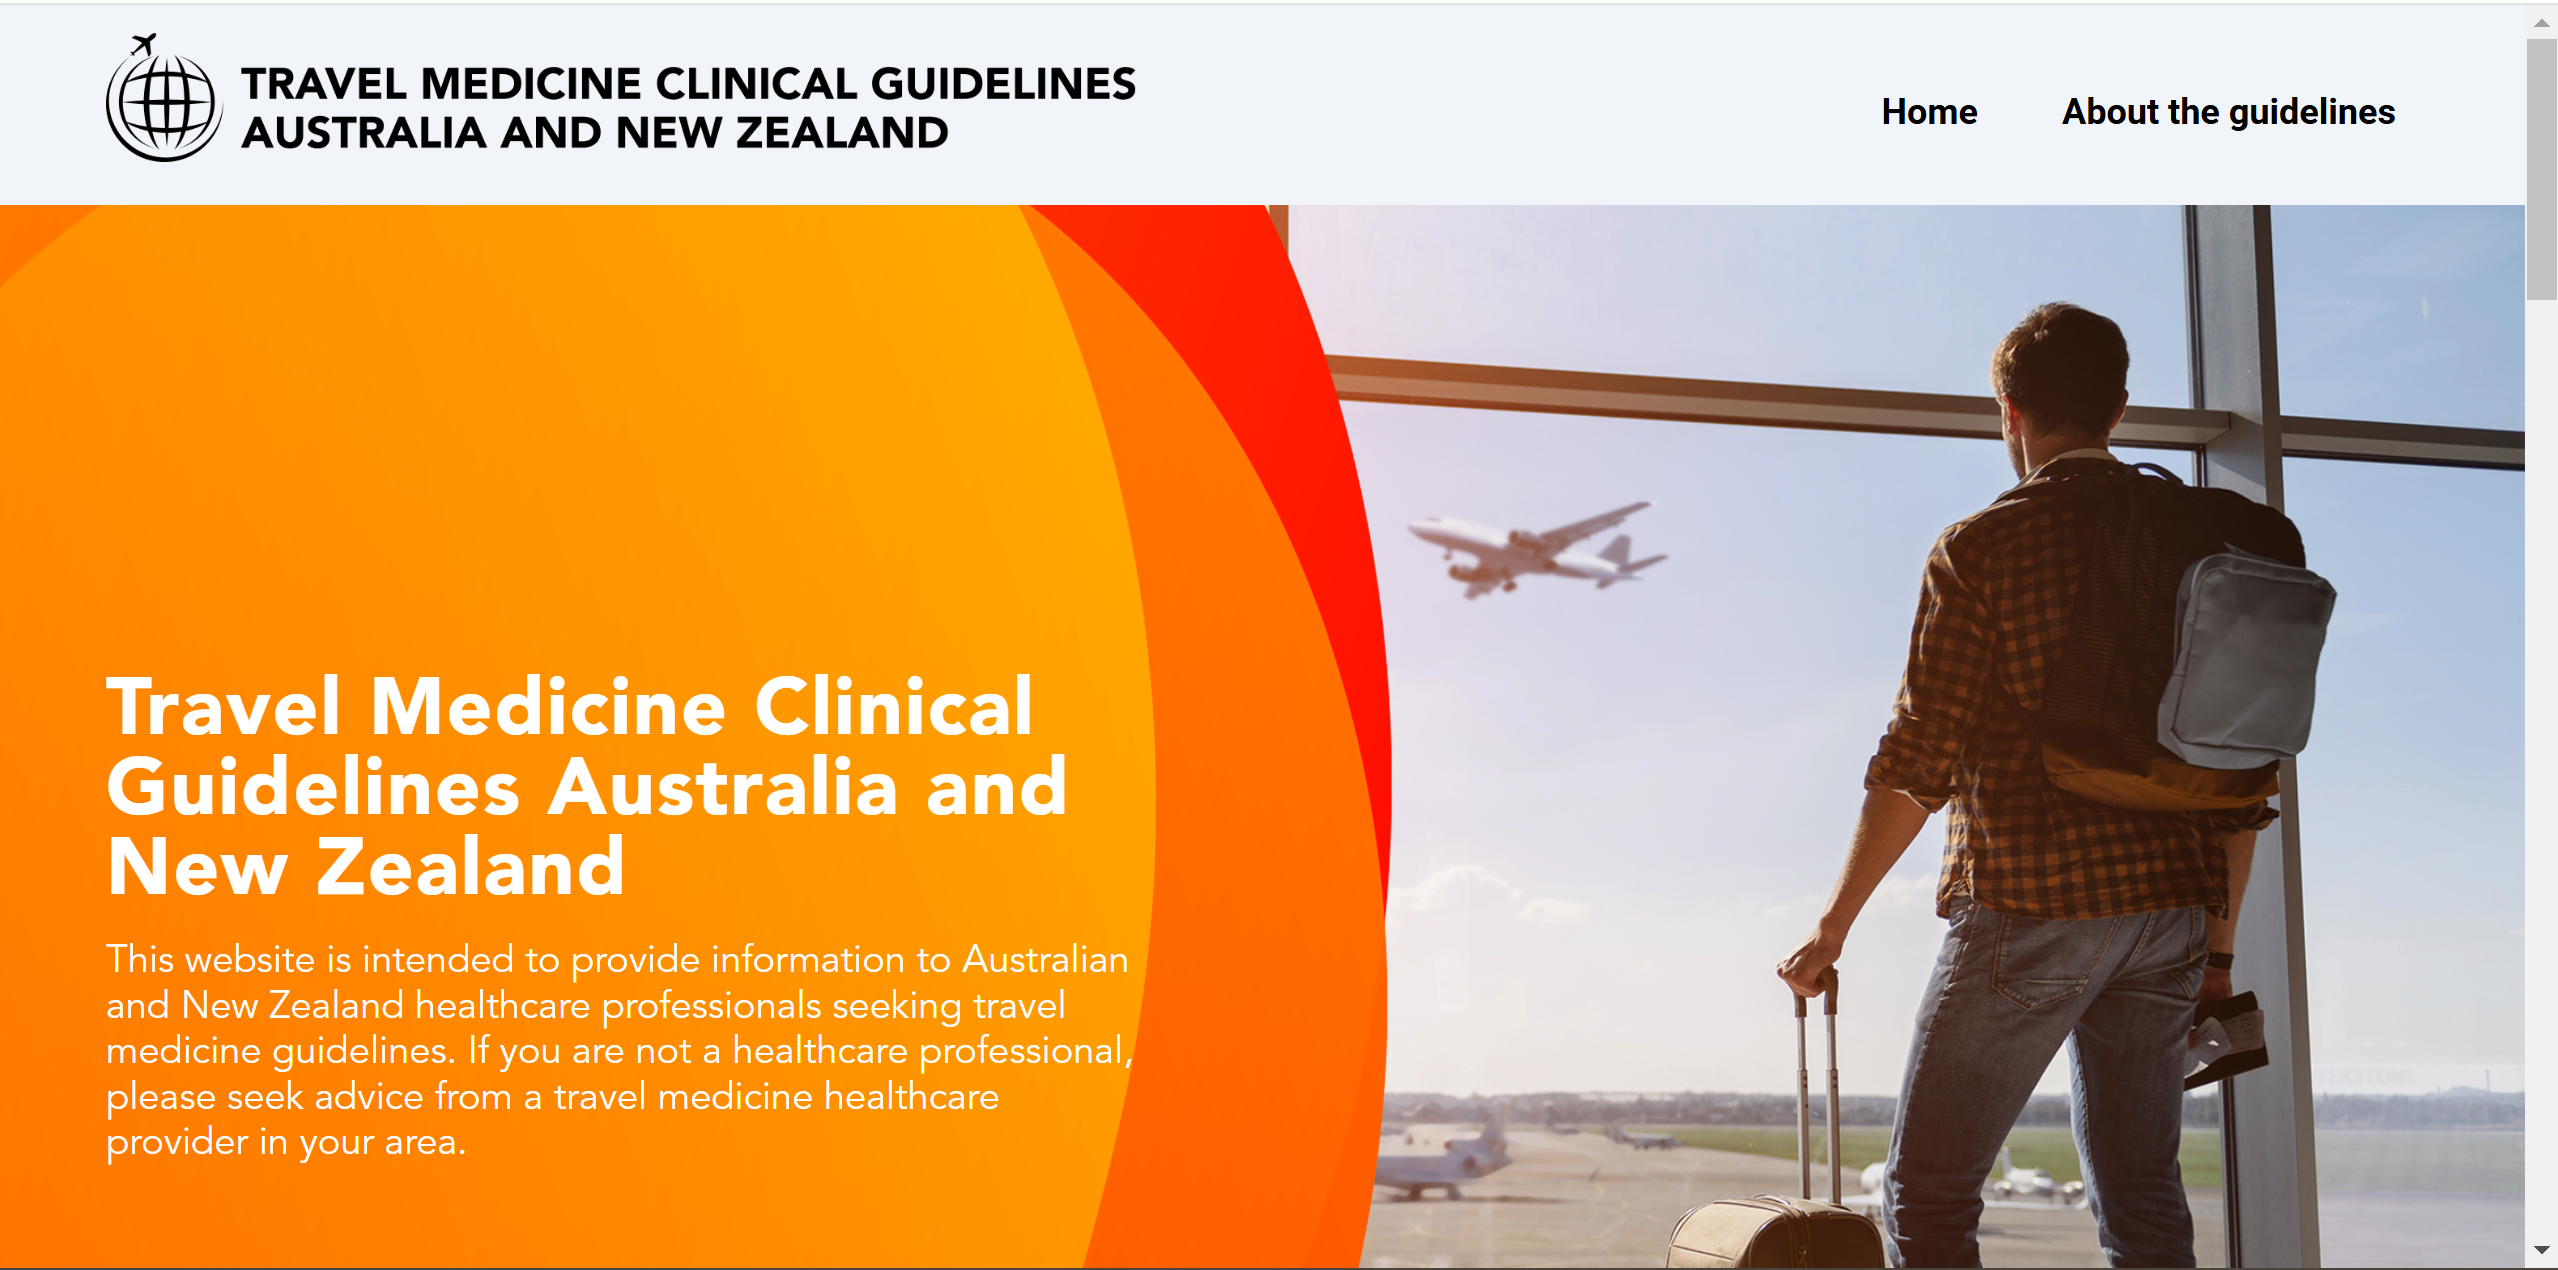 TRAVEL MEDICINE CLINICAL GUIDELINES
AUSTRALIA AND NEW ZEALAND
Home
About the guidelines
Travel Medicine Clinical
Guidelines Australia and
New Zealand
This website is intended to provide information to Australian
and New Zealand healthcare professionals seeking travel
medicine guidelines. If you are not a healthcare professional,
please seek advice from a travel medicine healthcare
provider in your area.